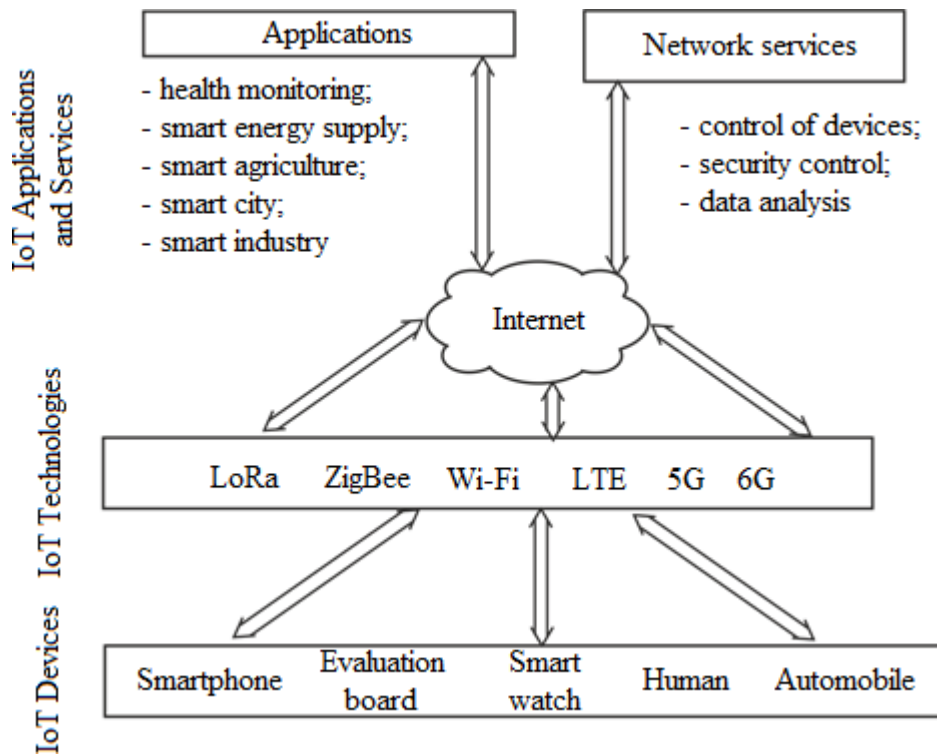 Applications
Network services
- health monitoring;
- smart energy supply;
- smart agriculture;
- smart city;
- smart industry
- control of devices;
- security control;
- data analysis
IoT Applications
and Services
Internet
IoT Technologies
LoRa ZigBee Wi-Fi LTE 5G 6G
IoT Devices
Smartphone
Evaluation
board
Smart
watch
Human
Automobile